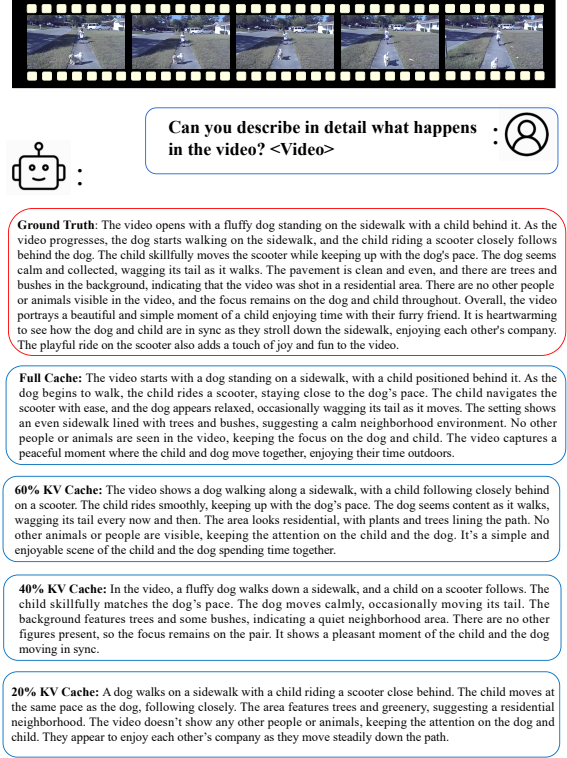 Can you describe in detail what happens
in the video? <Video>
:
:
Ground Truth: The video opens with a fluffy dog standing on the sidewalk with a child behind it. As the
video progresses, the dog starts walking on the sidewalk, and the child riding a scooter closely follows
behind the dog. The child skillfully moves the scooter while keeping up with the dog's pace. The dog seems
calm and collected, wagging its tail as it walks. The pavement is clean and even, and there are trees and
bushes in the background, indicating that the video was shot in a residential area. There are no other people
or animals visible in the video, and the focus remains on the dog and child throughout. Overall, the video
portrays a beautiful and simple moment of a child enjoying time with their furry friend. It is heartwarming
to see how the dog and child are in sync as they stroll down the sidewalk, enjoying each other's company.
The playful ride on the scooter also adds a touch of joy and fun to the video.
Full Cache: The video starts with a dog standing on a sidewalk, with a child positioned behind it. As the
dog begins to walk, the child rides a scooter, staying close to the dog’s pace. The child navigates the
scooter with ease, and the dog appears relaxed, occasionally wagging its tail as it moves. The setting shows
an even sidewalk lined with trees and bushes, suggesting a calm neighborhood environment. No other
people or animals are seen in the video, keeping the focus on the dog and child. The video captures a
peaceful moment where the child and dog move together, enjoying their time outdoors.
60% KV Cache: The video shows a dog walking along a sidewalk, with a child following closely behind
on a scooter. The child rides smoothly, keeping up with the dog’s pace. The dog seems content as it walks,
wagging its tail every now and then. The area looks residential, with plants and trees lining the path. No
other animals or people are visible, keeping the attention on the child and the dog. It’s a simple and
enjoyable scene of the child and the dog spending time together.
40% KV Cache: In the video, a fluffy dog walks down a sidewalk, and a child on a scooter follows. The
child skillfully matches the dog’s pace. The dog moves calmly, occasionally moving its tail. The
background features trees and some bushes, indicating a quiet neighborhood area. There are no other
figures present, so the focus remains on the pair. It shows a pleasant moment of the child and the dog
moving in sync.
20% KV Cache: A dog walks on a sidewalk with a child riding a scooter close behind. The child moves at
the same pace as the dog, following closely. The area features trees and greenery, suggesting a residential
neighborhood. The video doesn’t show any other people or animals, keeping the attention on the dog and
child. They appear to enjoy each other’s company as they move steadily down the path.